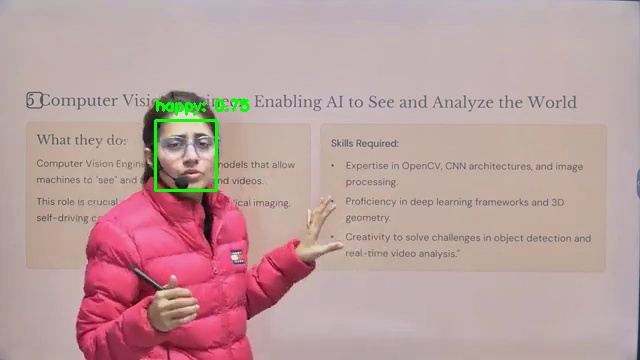 5 Computer Vision Enabling AI to See and Analyze the World
happy: 0.75
What they do:
Computer Vision models that allow
machines to "see" and and videos.
This role is crucial imaging,
self-driving
Skills Required:
• Expertise in OpenCV, CNN architectures, and image
processing.
• Proficiency in deep learning frameworks and 3D
geometry.
• Creativity to solve challenges in object detection and
real-time video analysis."